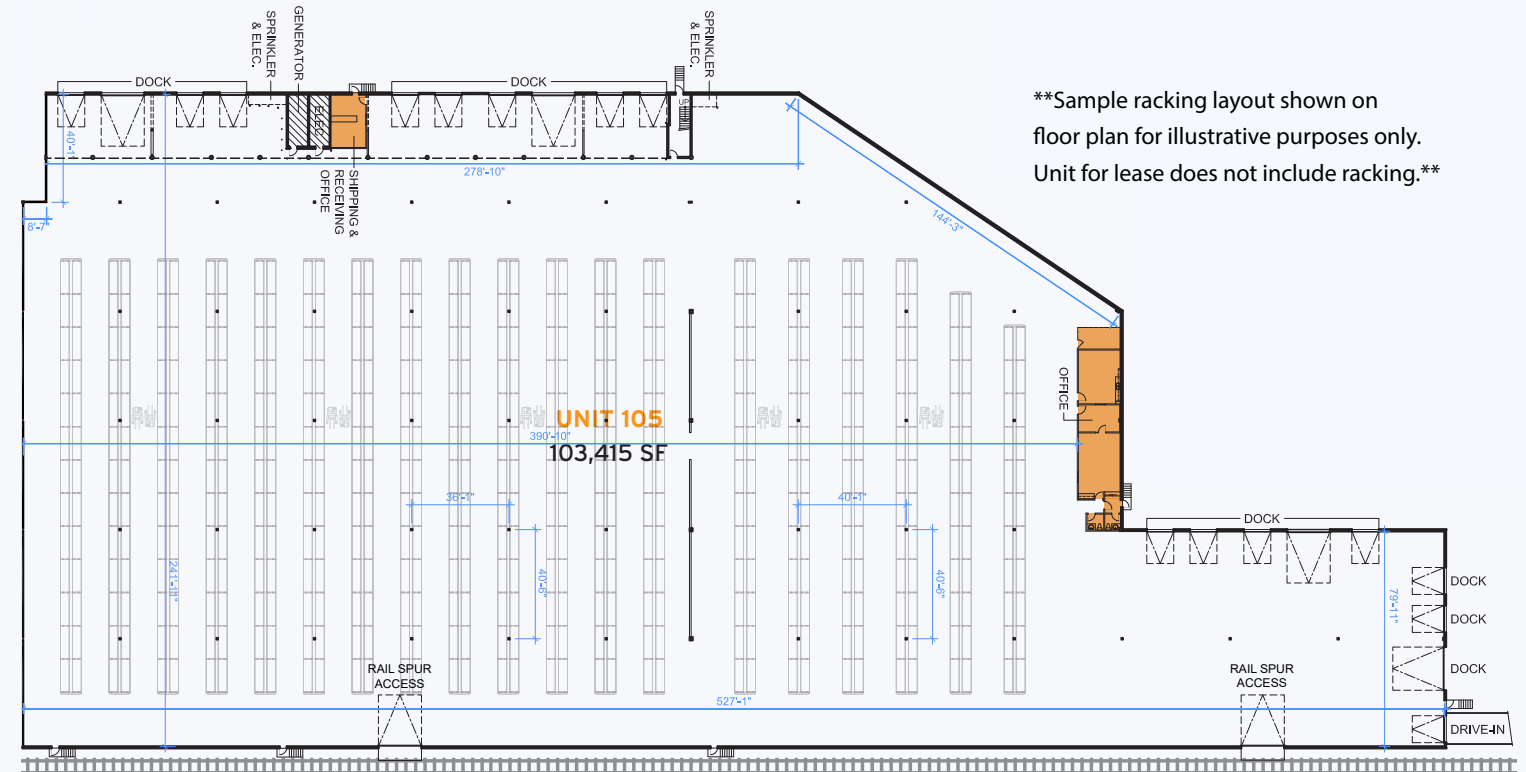 SPRINKLER
& ELEC.
GENERATOR
SPRINKLER
& ELEC.
DOCK
DOCK
ELEC.
40'-1"
278'-10"
SHIPPING &
RECEIVING
OFFICE
8'-7"
144'-3"
**Sample racking layout shown on
floor plan for illustrative purposes only.
Unit for lease does not include racking.**
OFFICE
UNIT 105
390'-10"
103,415 SF
36'-1"
40'-1"
40'-6"
40'-6"
241'-11"
DOCK
79'-11"
DOCK
DOCK
DOCK
DRIVE-IN
RAIL SPUR
ACCESS
RAIL SPUR
ACCESS
527'-1"